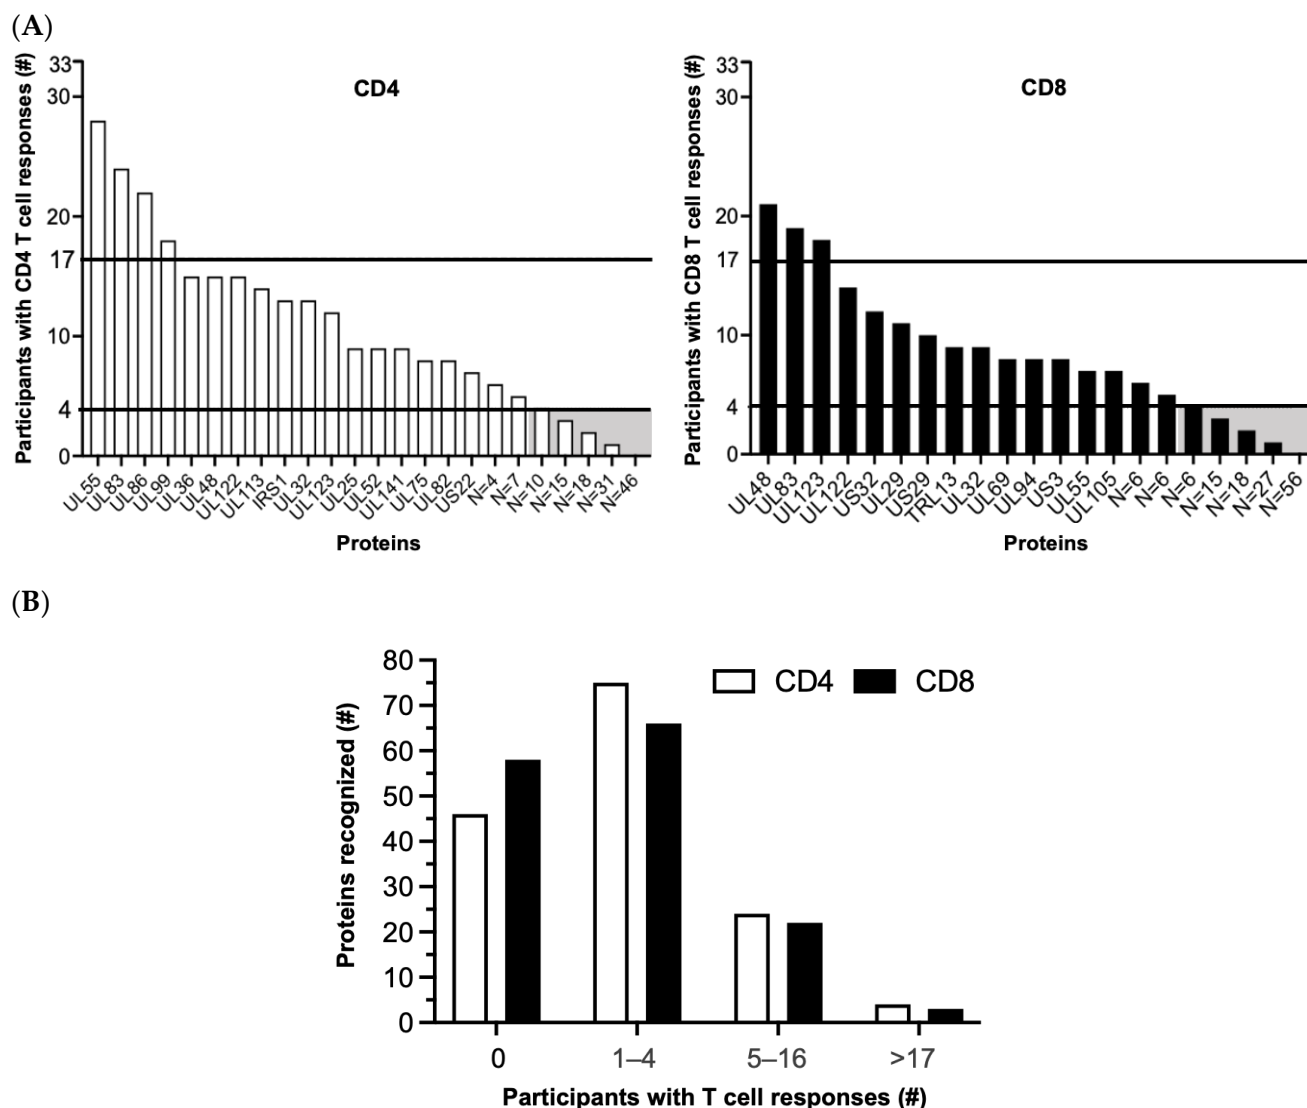 (A)
CD4
Participants with CD4 T cell responses (#)
33
30
20
17
10
4
0
UL55
UL83
UL86
UL99
UL36
UL48
UL122
UL113
IRS1
UL32
UL123
UL25
UL52
UL141
UL75
UL82
US22
N=4
N=7
N=10
N=15
N=18
N=31
N=46
Proteins
CD8
Participants with CD8 T cell responses (#)
33
30
20
17
10
4
0
UL48
UL83
UL123
UL122
US32
UL29
US29
TRL13
UL32
UL69
UL94
US3
UL55
UL105
N=6
N=6
N=6
N=15
N=18
N=27
N=56
Proteins
(B)
CD4
CD8
Proteins recognized (#)
80
70
60
50
40
30
20
10
0
0
1–4
5–16
>17
Participants with T cell responses (#)